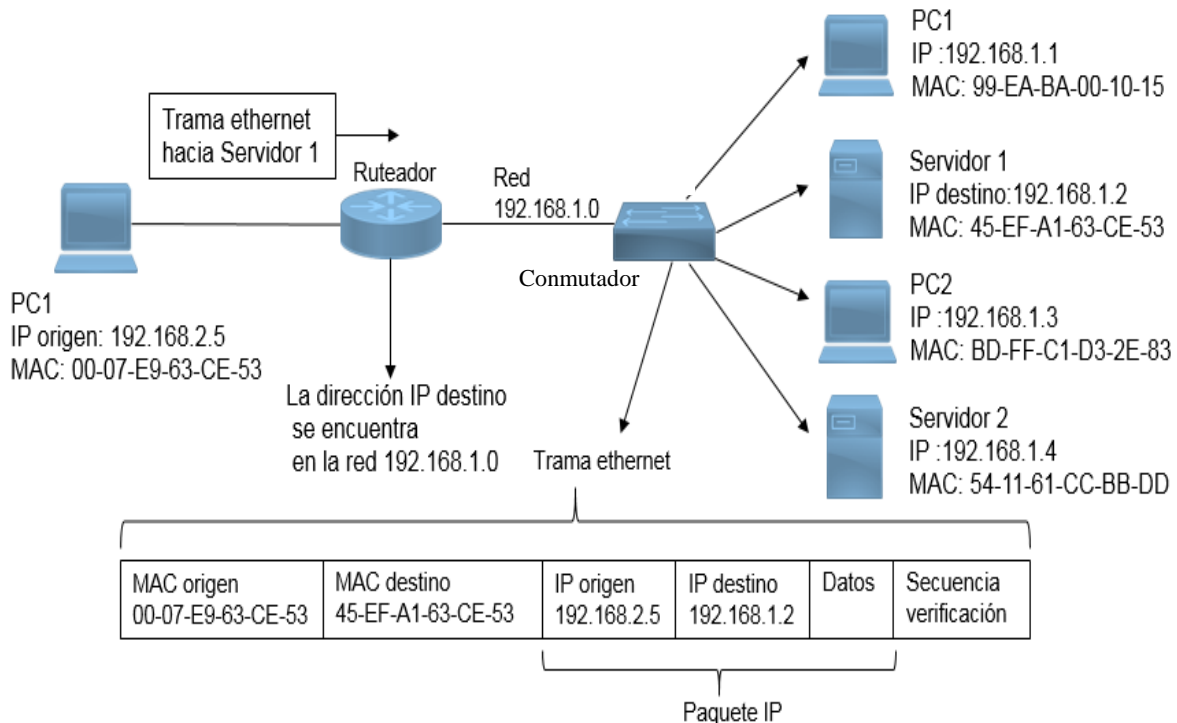 PC1
IP :192.168.1.1
MAC: 99-EA-BA-00-10-15
Trama ethernet
hacia Servidor 1
Ruteador
Red
192.168.1.0
Servidor 1
IP destino:192.168.1.2
MAC: 45-EF-A1-63-CE-53
Conmutador
PC1
IP origen: 192.168.2.5
MAC: 00-07-E9-63-CE-53
PC2
IP :192.168.1.3
MAC: BD-FF-C1-D3-2E-83
La dirección IP destino
se encuentra
en la red 192.168.1.0
Trama ethernet
Servidor 2
IP :192.168.1.4
MAC: 54-11-61-CC-BB-DD
MAC origen
00-07-E9-63-CE-53
MAC destino
45-EF-A1-63-CE-53
IP origen
192.168.2.5
IP destino
192.168.1.2
Datos
Secuencia
verificación
Paquete IP